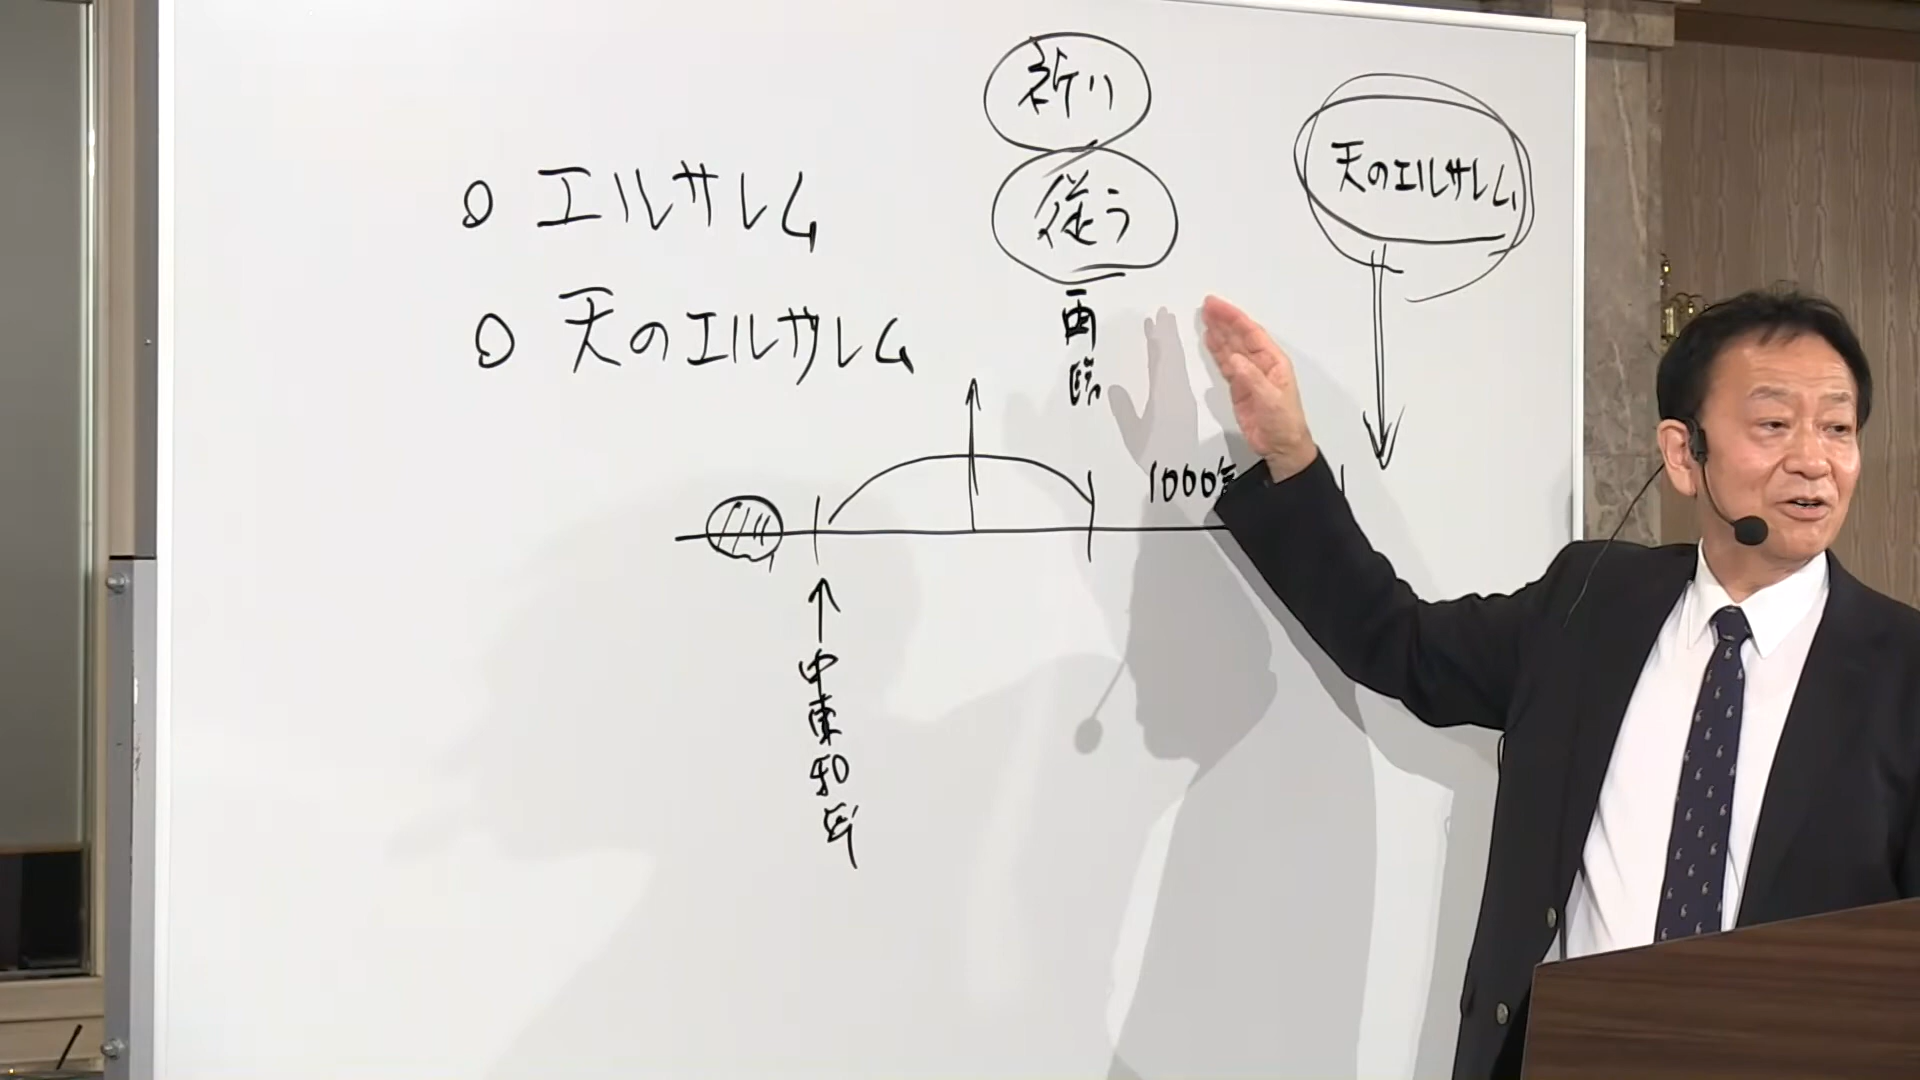 祈り
従う
天のエルサレム
○ エルサレム
○ 天のエルサレム
再臨
1000年
中東和平